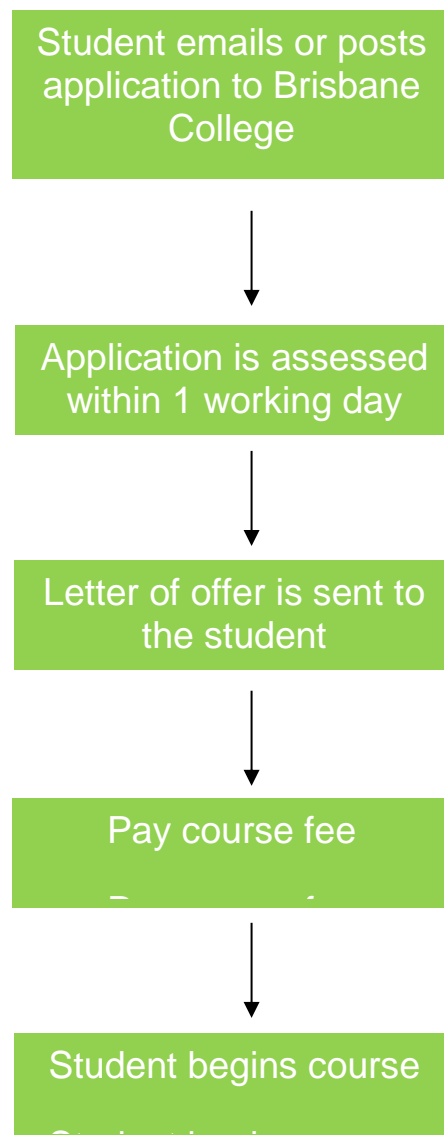 Student emails or posts
application to Brisbane
College
Application is assessed
within 1 working day
Letter of offer is sent to
the student
Pay course fee
Student begins course